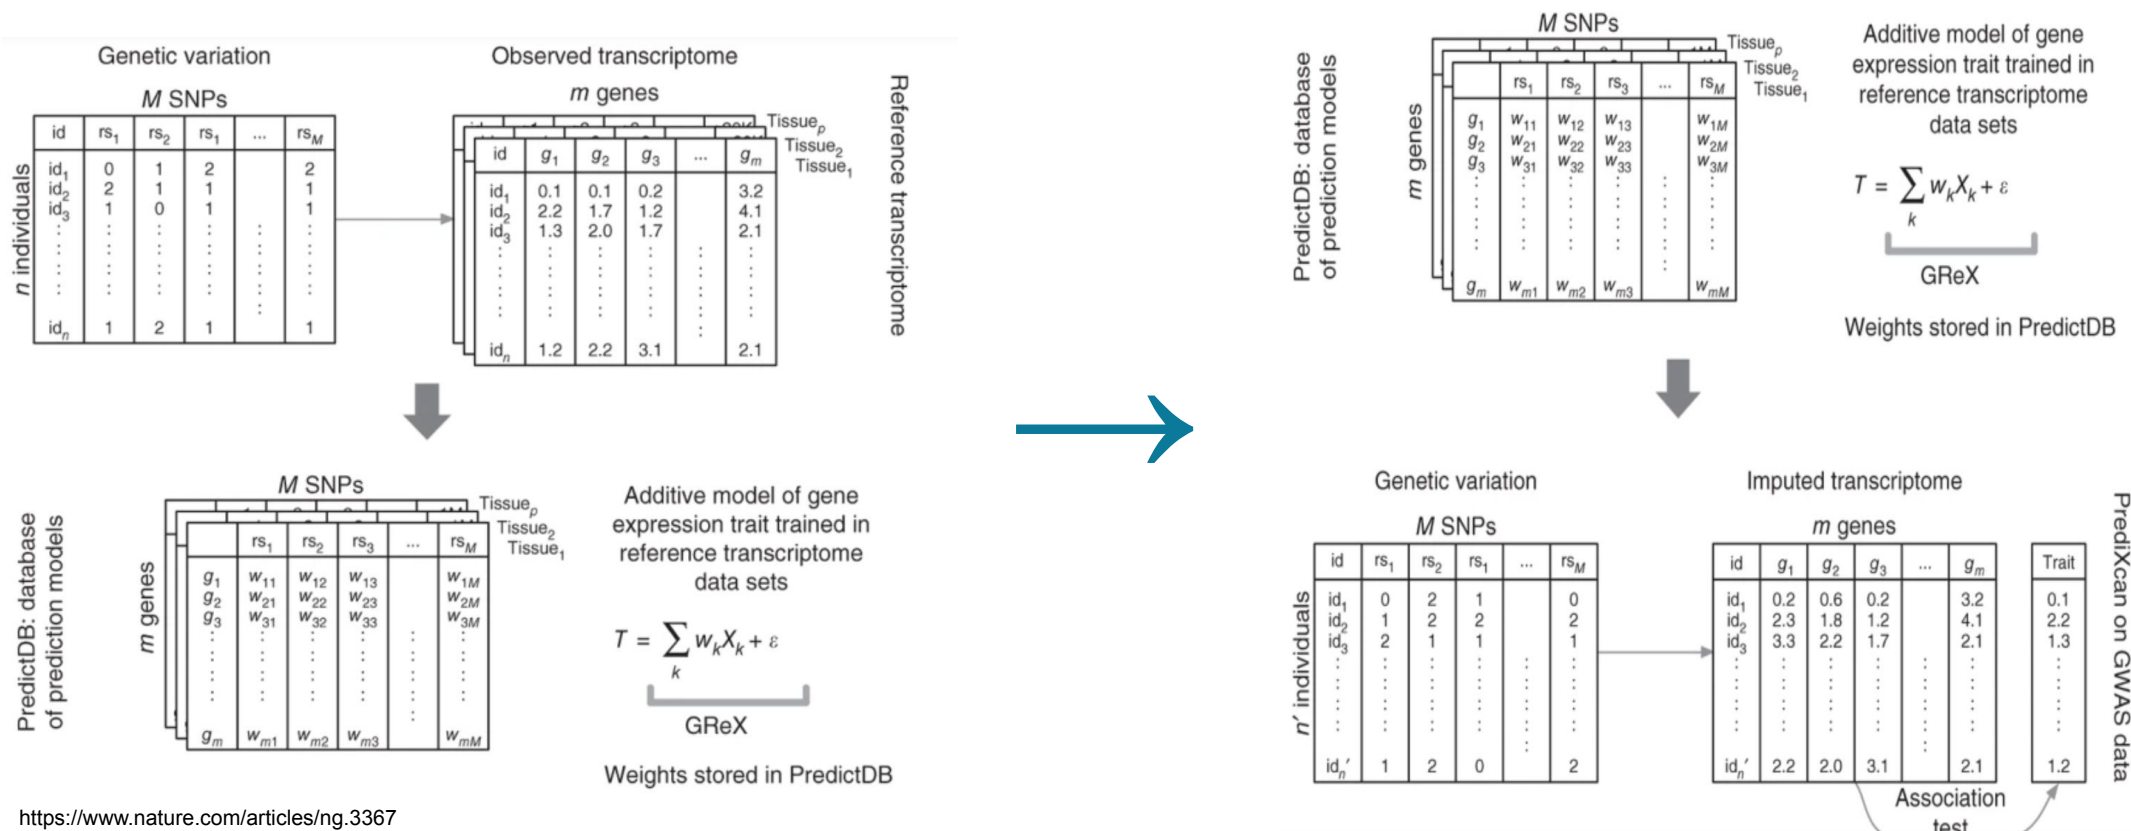 Genetic variation
M SNPs
n individuals
id rs1 rs2 rs1 ... rsM
id1 0 1 2 2
id2 2 1 1 1
id3 1 0 1 1
idn 1 2 1 1
Observed transcriptome
m genes
Tissuep
Tissue2
Tissue1
id g1 g2 g3 ... gm
id1 0.1 0.1 0.2 3.2
id2 2.2 1.7 1.2 4.1
id3 1.3 2.0 1.7 2.1
idn 1.2 2.2 3.1 2.1
Reference transcriptome
PredictDB: database
of prediction models
m genes
M SNPs
Tissuep
Tissue2
Tissue1
rs1 rs2 rs3 ... rsM
g1 w11 w12 w13 w1M
g2 w21 w22 w23 w2M
g3 w31 w32 w33 w3M
gm wm1 wm2 wm3 wmM
Additive model of gene
expression trait trained in
reference transcriptome
data sets
T = ∑ wkXk + ε
k
GReX
Weights stored in PredictDB
https://www.nature.com/articles/ng.3367
PredictDB: database
of prediction models
m genes
M SNPs
Tissuep
Tissue2
Tissue1
rs1 rs2 rs3 ... rsM
g1 w11 w12 w13 w1M
g2 w21 w22 w23 w2M
g3 w31 w32 w33 w3M
gm wm1 wm2 wm3 wmM
Additive model of gene
expression trait trained in
reference transcriptome
data sets
T = ∑ wkXk + ε
k
GReX
Weights stored in PredictDB
Genetic variation
M SNPs
n′ individuals
id rs1 rs2 rs1 ... rsM
id1 0 2 1 0
id2 1 2 2 2
id3 2 1 1 1
idn′ 1 2 0 2
Imputed transcriptome
m genes
id g1 g2 g3 ... gm
id1 0.2 0.6 0.2 3.2
id2 2.3 1.8 1.2 4.1
id3 3.3 2.2 1.7 2.1
idn′ 2.2 2.0 3.1 2.1
Trait
0.1
2.2
1.3
1.2
PrediXcan on GWAS data
Association
test